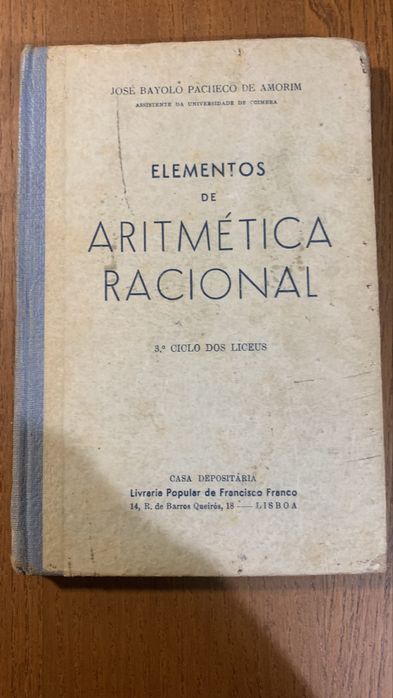 JOSÉ BAYOLO PACHECO DE AMORIM
ASSISTENTE DA UNIVERSIDADE DE COIMBRA
ELEMENTOS
DE
ARITMÉTICA
RACIONAL
3.º CICLO DOS LICEUS
CASA DEPOSITÁRIA
Livraria Popular de Francisco Franco
14, R. de Barros Queirós, 18 — LISBOA